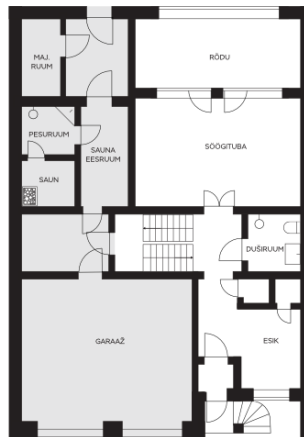 MAJ.
RUUM
RÕDU
PESURUUM
SAUNA
EESRUUM
SÖÖGITUBA
SAUN
DUŠIRUUM
GARAAŽ
ESIK